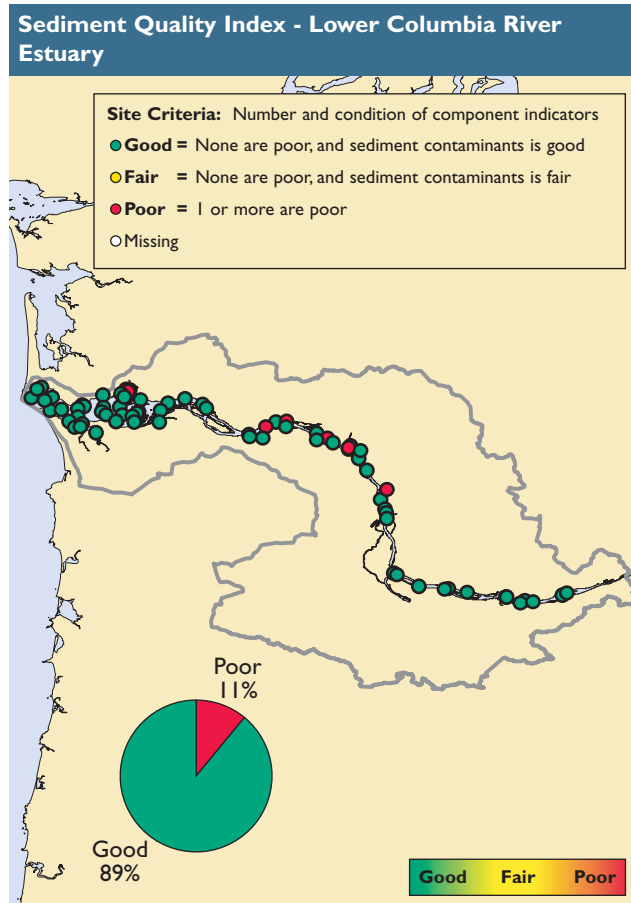 Sediment Quality Index - Lower Columbia River
Estuary
Site Criteria: Number and condition of component indicators
Good = None are poor, and sediment contaminants is good
Fair = None are poor, and sediment contaminants is fair
Poor = 1 or more are poor
Missing
Poor
11%
Good
89%
Good Fair Poor